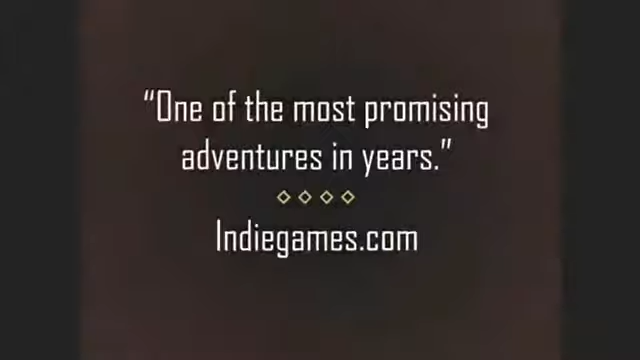 “One of the most promising
adventures in years.”
Indiegames.com